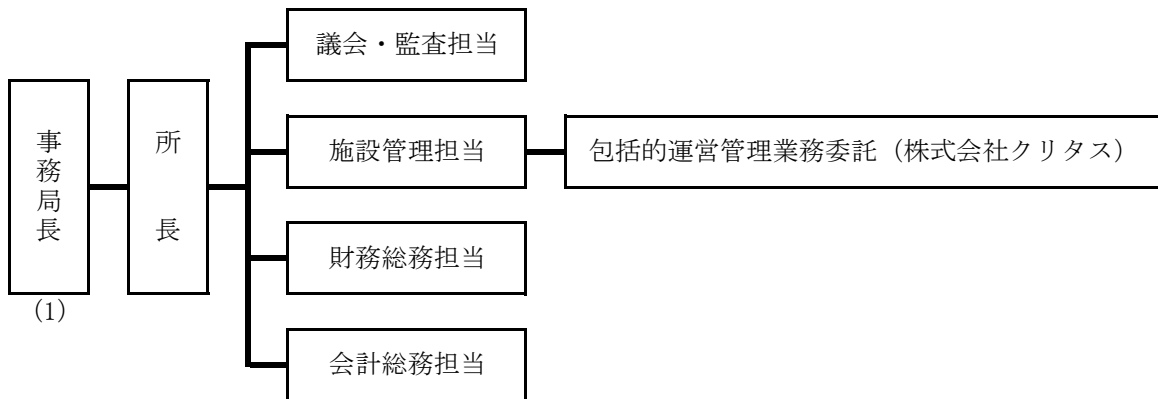 議会・監査担当
事務局長
所長
施設管理担当
包括的運営管理業務委託（株式会社クリタス）
財務総務担当
(1)
会計総務担当